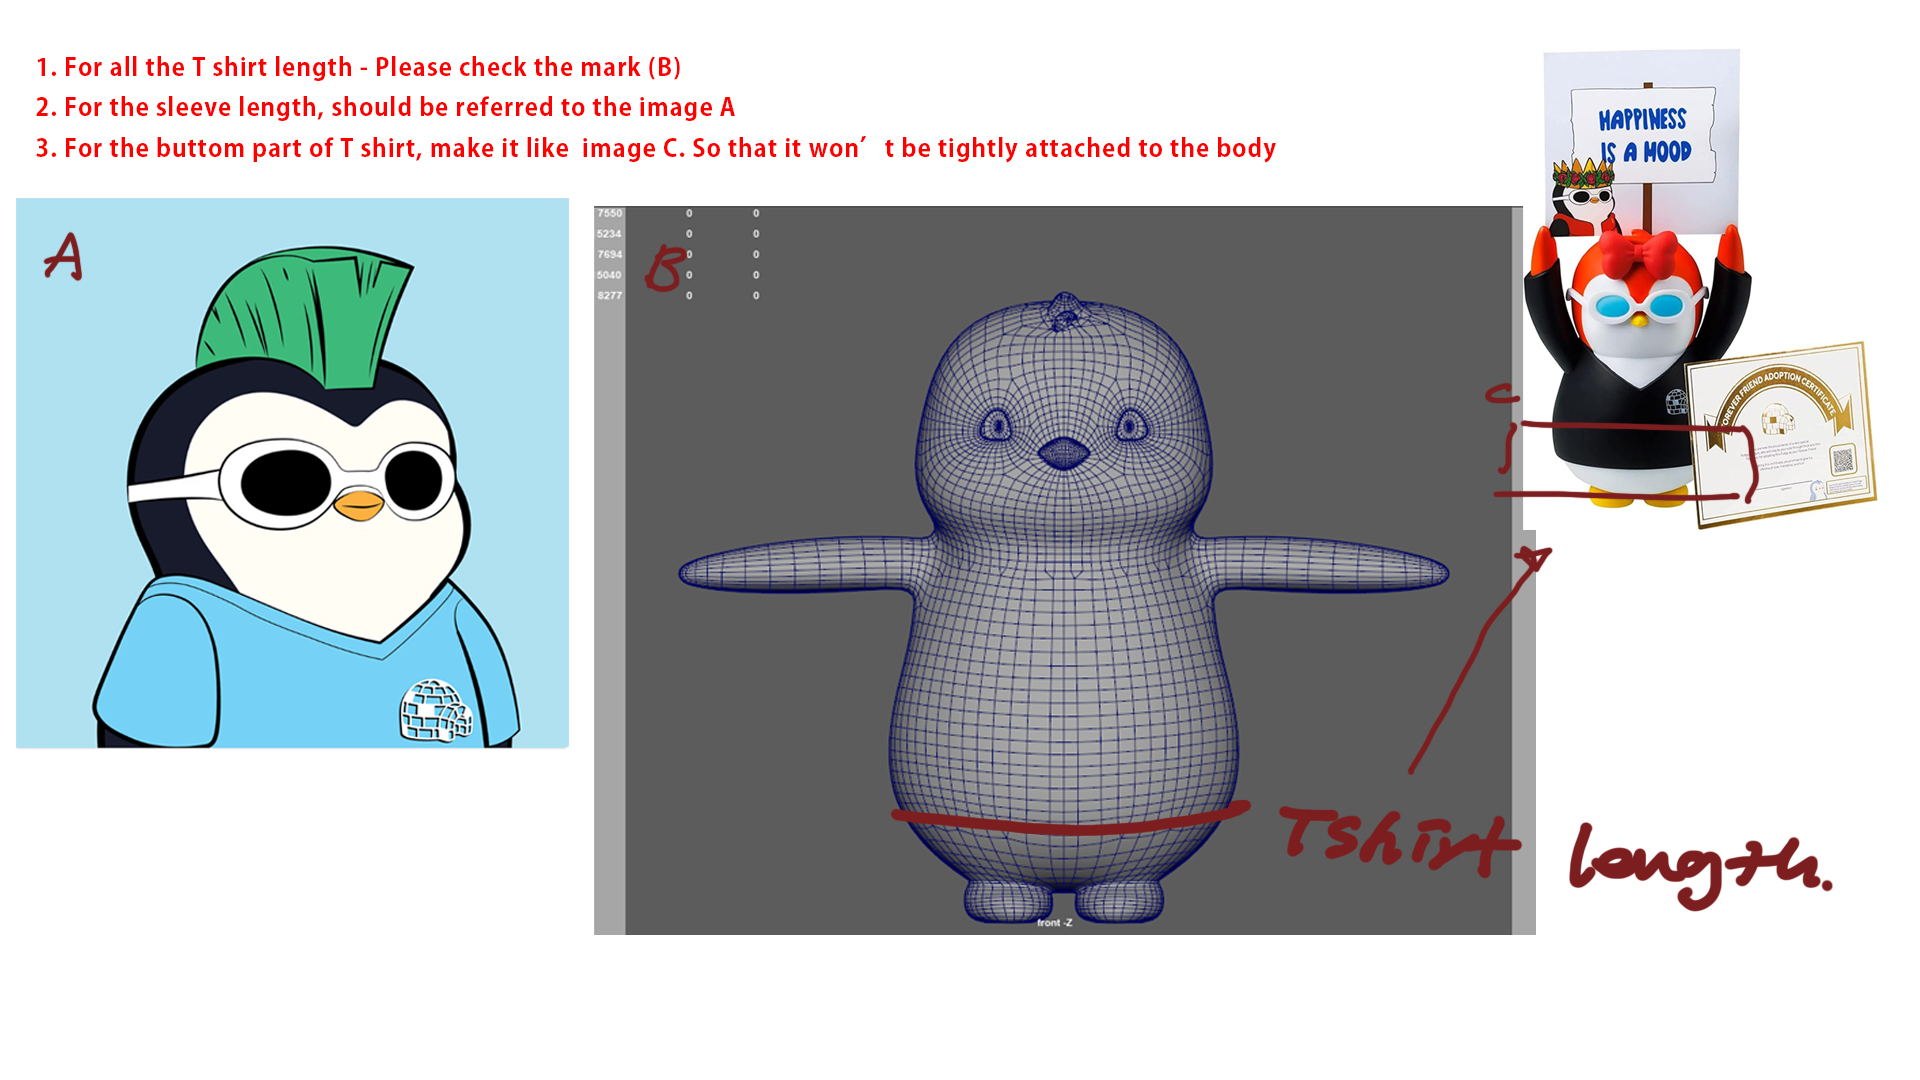 1. For all the T shirt length - Please check the mark (B)
2. For the sleeve length, should be referred to the image A
3. For the buttom part of T shirt, make it like image C. So that it won′ t be tightly attached to the body
A
7550 0 0
5234 0 0
7694 0 0
5040 0 0
8277 0 0
B
front -Z
Tshirt length.
HAPPINESS
IS A MOOD
C
FOREVER FRIEND ADOPTION CERTIFICATE